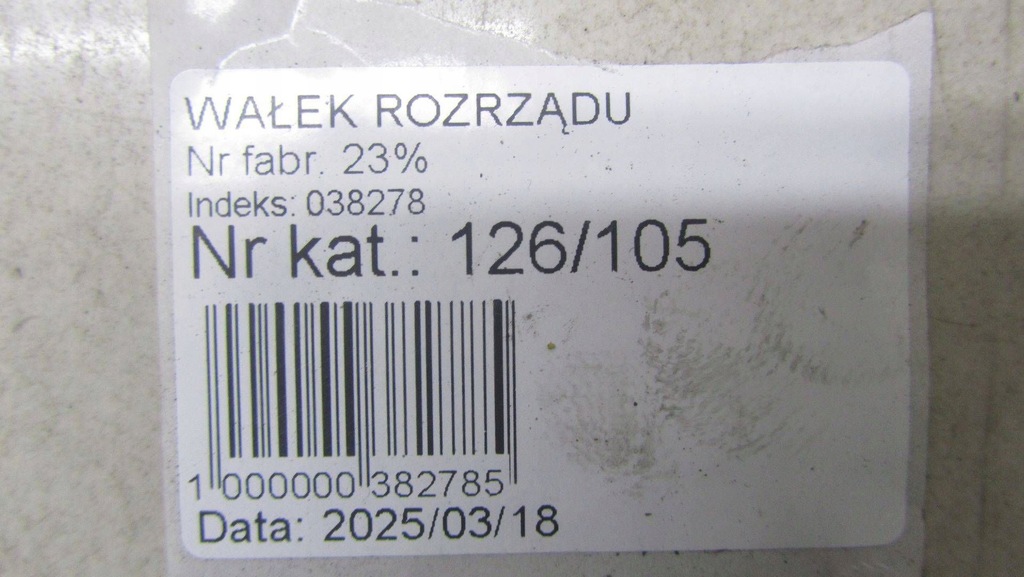 WAŁEK ROZRZĄDU
Nr fabr. 23%
Indeks: 038278
Nr kat.: 126/105
1 000000 382785
Data: 2025/03/18